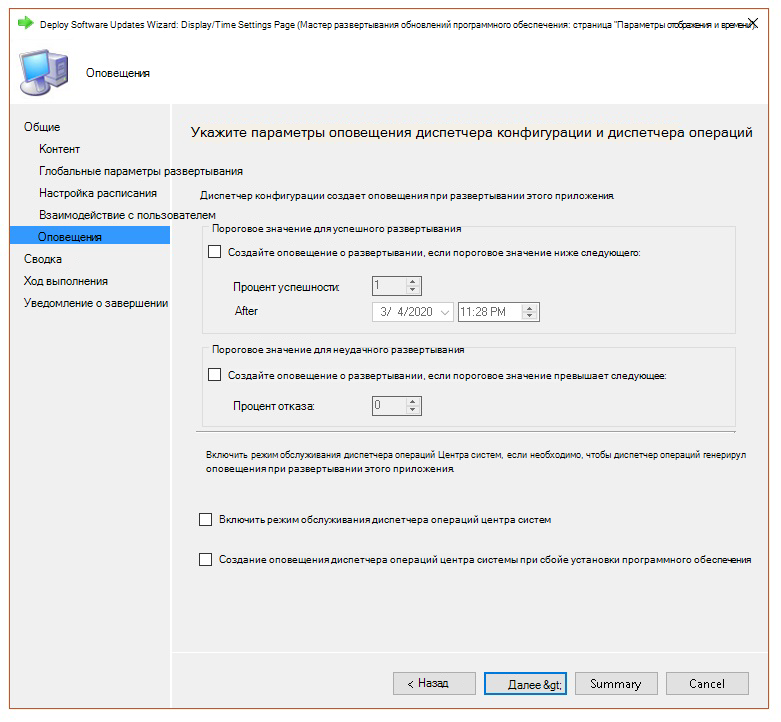 Deploy Software Updates Wizard: Display/Time Settings Page (Мастер развертывания обновлений программного обеспечения: страница "Параметры отображения и времени)
Оповещения
Общие
Контент
Глобальные параметры развертывания
Настройка расписания
Взаимодействие с пользователем
Оповещения
Сводка
Ход выполнения
Уведомление о завершении
Укажите параметры оповещения диспетчера конфигурации и диспетчера операций
Диспетчер конфигурации создает оповещения при развертывании этого приложения.
Пороговое значение для успешного развертывания
Создайте оповещение о развертывании, если пороговое значение ниже следующего:
Процент успешности: 1
After 3/ 4/2020 11:28 PM
Пороговое значение для неудачного развертывания
Создайте оповещение о развертывании, если пороговое значение превышает следующее:
Процент отказа: 0
Включить режим обслуживания диспетчера операций Центра систем, если необходимо, чтобы диспетчер операций генерирул
оповещения при развертывании этого приложения.
Включить режим обслуживания диспетчера операций центра систем
Создание оповещения диспетчера операций центра системы при сбойе установки программного обеспечения
< Назад Далее &gt; Summary Cancel